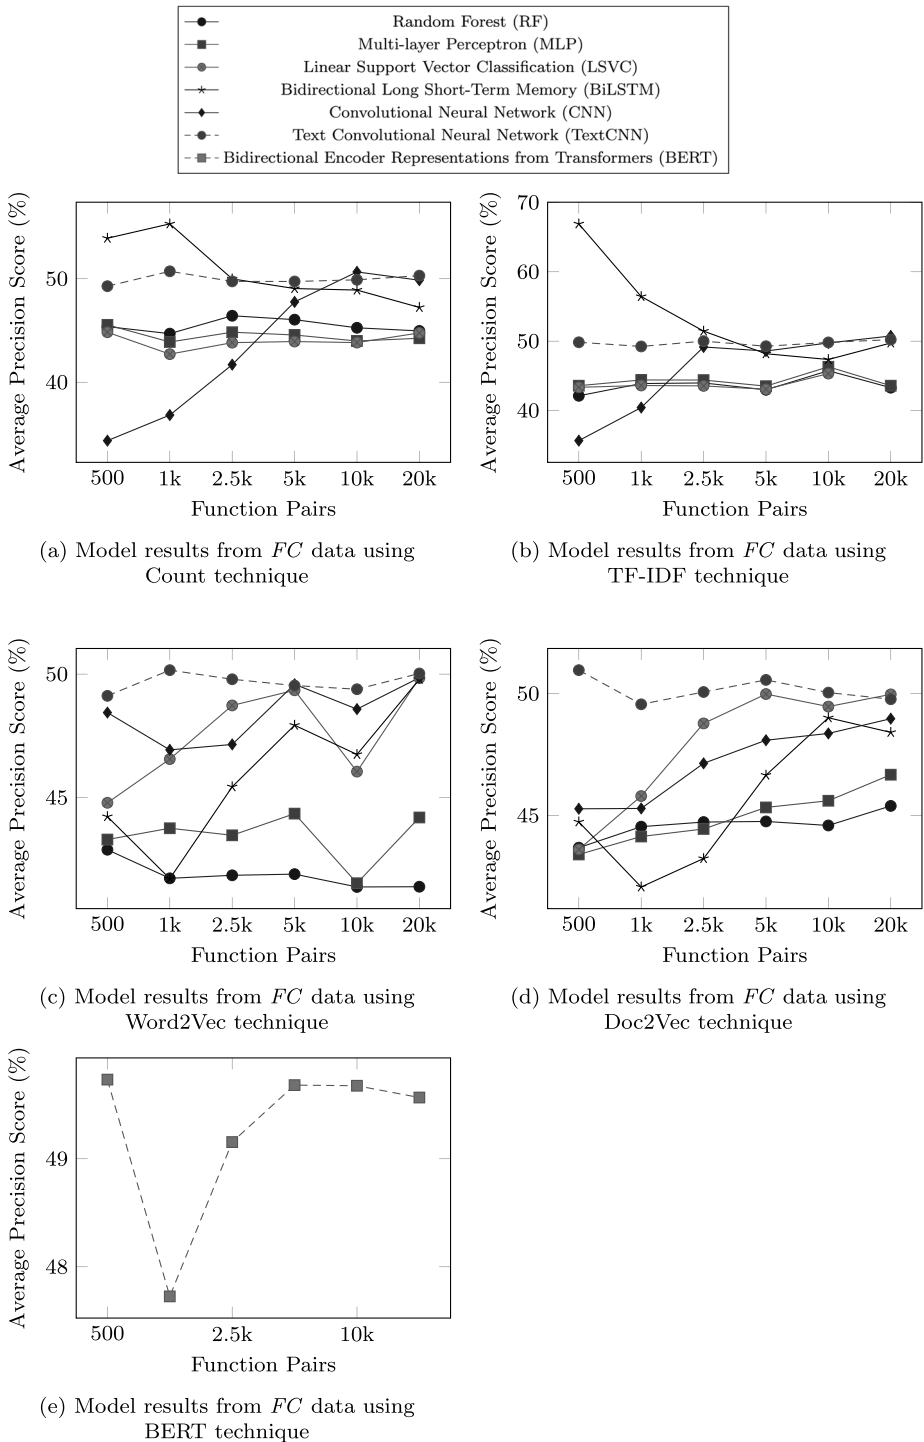 Random Forest (RF)
Multi-layer Perceptron (MLP)
Linear Support Vector Classification (LSVC)
Bidirectional Long Short-Term Memory (BiLSTM)
Convolutional Neural Network (CNN)
Text Convolutional Neural Network (TextCNN)
Bidirectional Encoder Representations from Transformers (BERT)
Average Precision Score (%)
50
40
500 1k 2.5k 5k 10k 20k
Function Pairs
(a) Model results from FC data using
Count technique
Average Precision Score (%)
70
60
50
40
500 1k 2.5k 5k 10k 20k
Function Pairs
(b) Model results from FC data using
TF-IDF technique
Average Precision Score (%)
50
45
500 1k 2.5k 5k 10k 20k
Function Pairs
(c) Model results from FC data using
Word2Vec technique
Average Precision Score (%)
50
45
500 1k 2.5k 5k 10k 20k
Function Pairs
(d) Model results from FC data using
Doc2Vec technique
Average Precision Score (%)
49
48
500 2.5k 10k
Function Pairs
(e) Model results from FC data using
BERT technique